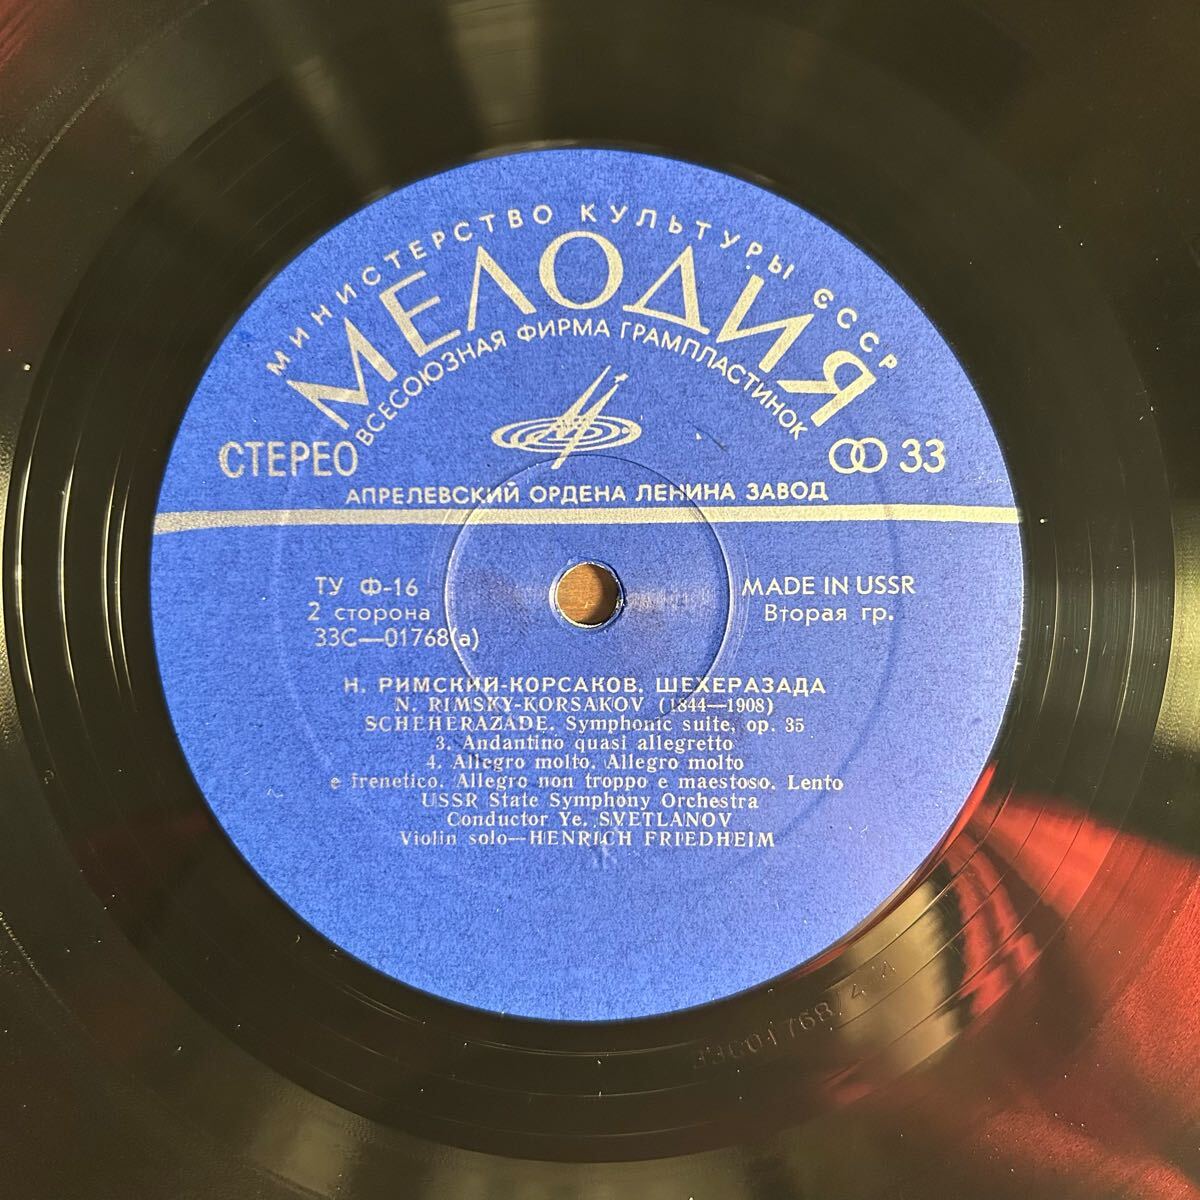 МИНИСТЕРСТВО КУЛЬТУРЫ СССР
МЕЛОДИЯ
ВСЕСОЮЗНАЯ ФИРМА ГРАМПЛАСТИНОК
СТЕРЕО
33
АПРЕЛЕВСКИЙ ОРДЕНА ЛЕНИНА ЗАВОД
ТУ Ф-16
2 сторона
33С—01768(а)
MADE IN USSR
Вторая гр.
Н. РИМСКИЙ-КОРСАКОВ. ШЕХЕРАЗАДА
N. RIMSKY-KORSAKOV (1844—1908)
SCHEHERAZADE. Symphonic suite, op. 35
3. Andantino quasi allegretto
4. Allegro molto. Allegro molto
e frenetico. Allegro non troppo e maestoso. Lento
USSR State Symphony Orchestra
Conductor Ye. SVETLANOV
Violin solo—HENRICH FRIEDHEIM